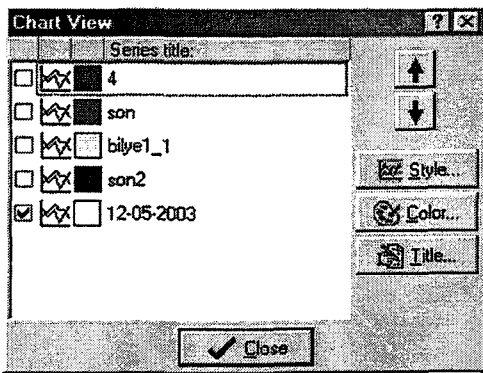 Chart View
Series title:
4
son
bilye1_1
son2
12-05-2003
Style...
Color...
Title...
Close